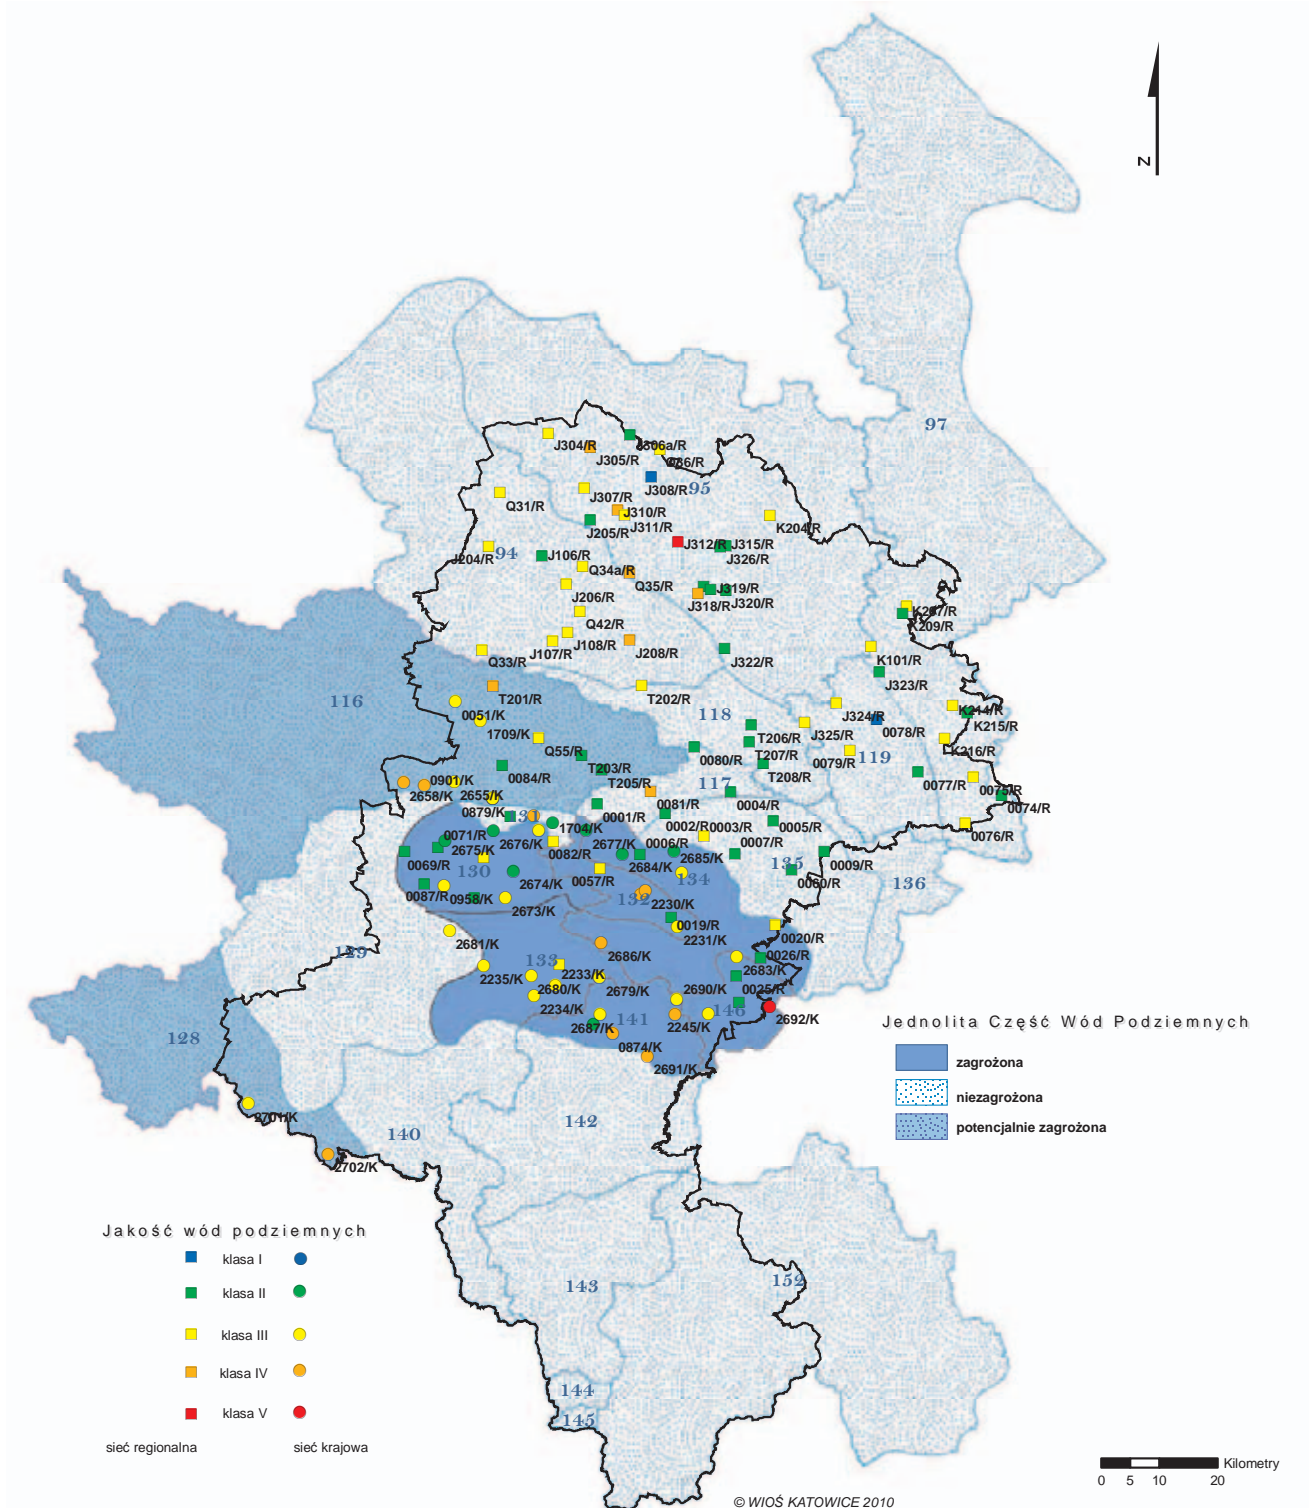 N
97
J304/R
J305/R
J306a/R
Q66/R
J308/R
95
Q31/R
J307/R
J310/R
J311/R
K204/R
J205/R
J204/R
94
J106/R
J312/R
J315/R
J326/R
Q34a/R
Q35/R
J206/R
J318/R
J319/R
J320/R
K207/R
K209/R
Q42/R
J108/R
J107/R
J208/R
Q33/R
J322/R
K101/R
J323/R
116
T201/R
T202/R
0051/K
1709/K
118
J324/R
0078/R
K214/R
K215/R
J325/R
Q55/R
T206/R
T207/R
0080/R
0079/R
119
K216/R
T208/R
T203/R
T205/R
0084/R
117
0077/R
0075/R
0074/R
0901/K
2658/K
2655/K
0879/K
131
0081/R
0004/R
0001/R
0002/R
0003/R
0005/R
0076/R
1704/K
0071/R
2675/K
2676/K
0082/R
2677/K
0006/R
2684/K
2685/K
0007/R
0009/R
0069/R
130
2674/K
0057/R
134
135
0060/R
136
0087/R
0958/K
2673/K
132
2230/K
0019/R
2231/K
0020/R
2681/K
129
2686/K
0026/R
2683/K
133
2235/K
2233/K
2680/K
2679/K
2234/K
2690/K
0025/R
146
2692/K
141
2687/K
2245/K
0874/K
2691/K
128
2701/K
2702/K
140
142
Jednolita Część Wód Podziemnych
zagrożona
niezagrożona
potencjalnie zagrożona
143
152
144
145
Jakość wód podziemnych
klasa I
klasa II
klasa III
klasa IV
klasa V
sieć regionalna sieć krajowa
Kilometry
0 5 10 20
© WIOŚ KATOWICE 2010